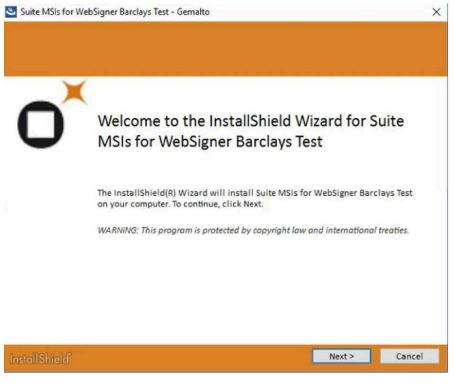 Suite MSIs for WebSigner Barclays Test - Gemalto
Welcome to the InstallShield Wizard for Suite
MSIs for WebSigner Barclays Test
The InstallShield(R) Wizard will install Suite MSIs for WebSigner Barclays Test
on your computer. To continue, click Next.
WARNING: This program is protected by copyright law and international treaties.
InstallShield
Next >
Cancel